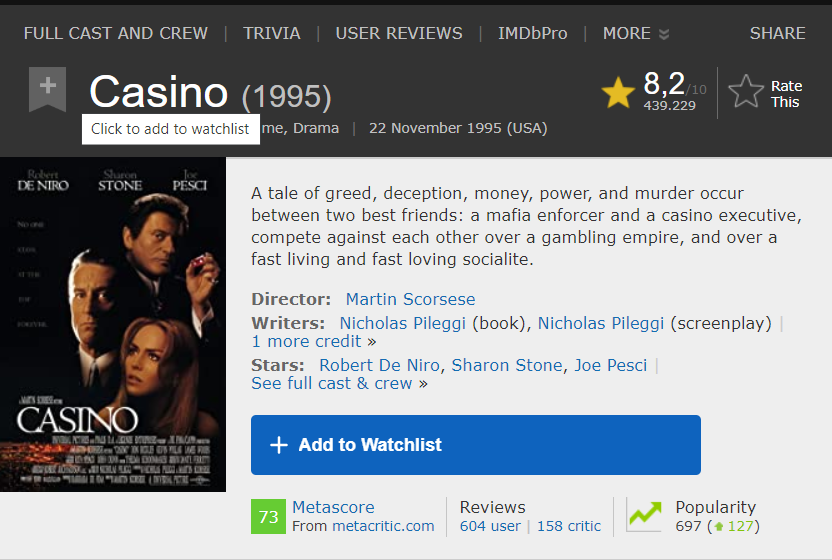 FULL CAST AND CREW | TRIVIA | USER REVIEWS | IMDbPro | MORE SHARE
Casino (1995)
8,2/10
439.229
Rate
This
Click to add to watchlist
me, Drama | 22 November 1995 (USA)
Robert
DE NIRO
Sharon
STONE
Joe
PESCI
NO ONE
STAYS
AT THE
TOP
FOREVER.
CASINO
A tale of greed, deception, money, power, and murder occur
between two best friends: a mafia enforcer and a casino executive,
compete against each other over a gambling empire, and over a
fast living and fast loving socialite.
Director: Martin Scorsese
Writers: Nicholas Pileggi (book), Nicholas Pileggi (screenplay) |
1 more credit »
Stars: Robert De Niro, Sharon Stone, Joe Pesci |
See full cast & crew »
+ Add to Watchlist
73
Metascore
From metacritic.com
Reviews
604 user | 158 critic
Popularity
697 (127)